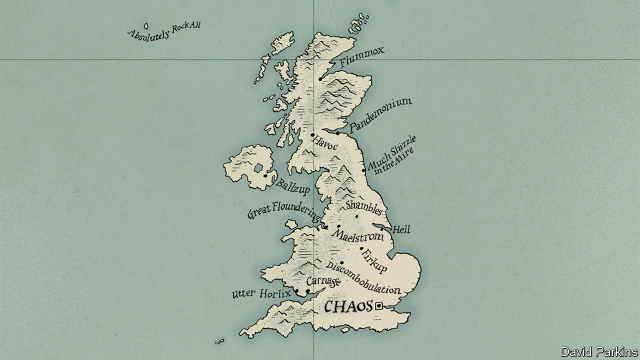 Absolutely Rock All
Flummox
Pandemonium
Havoc
Much Shizzle
in the Mire
Ballzup
Great Floundering
Shambles
Hell
Maelstrom
Firkup
Discombobulation
Carnage
Utter Horlix
CHAOS
David Parkins